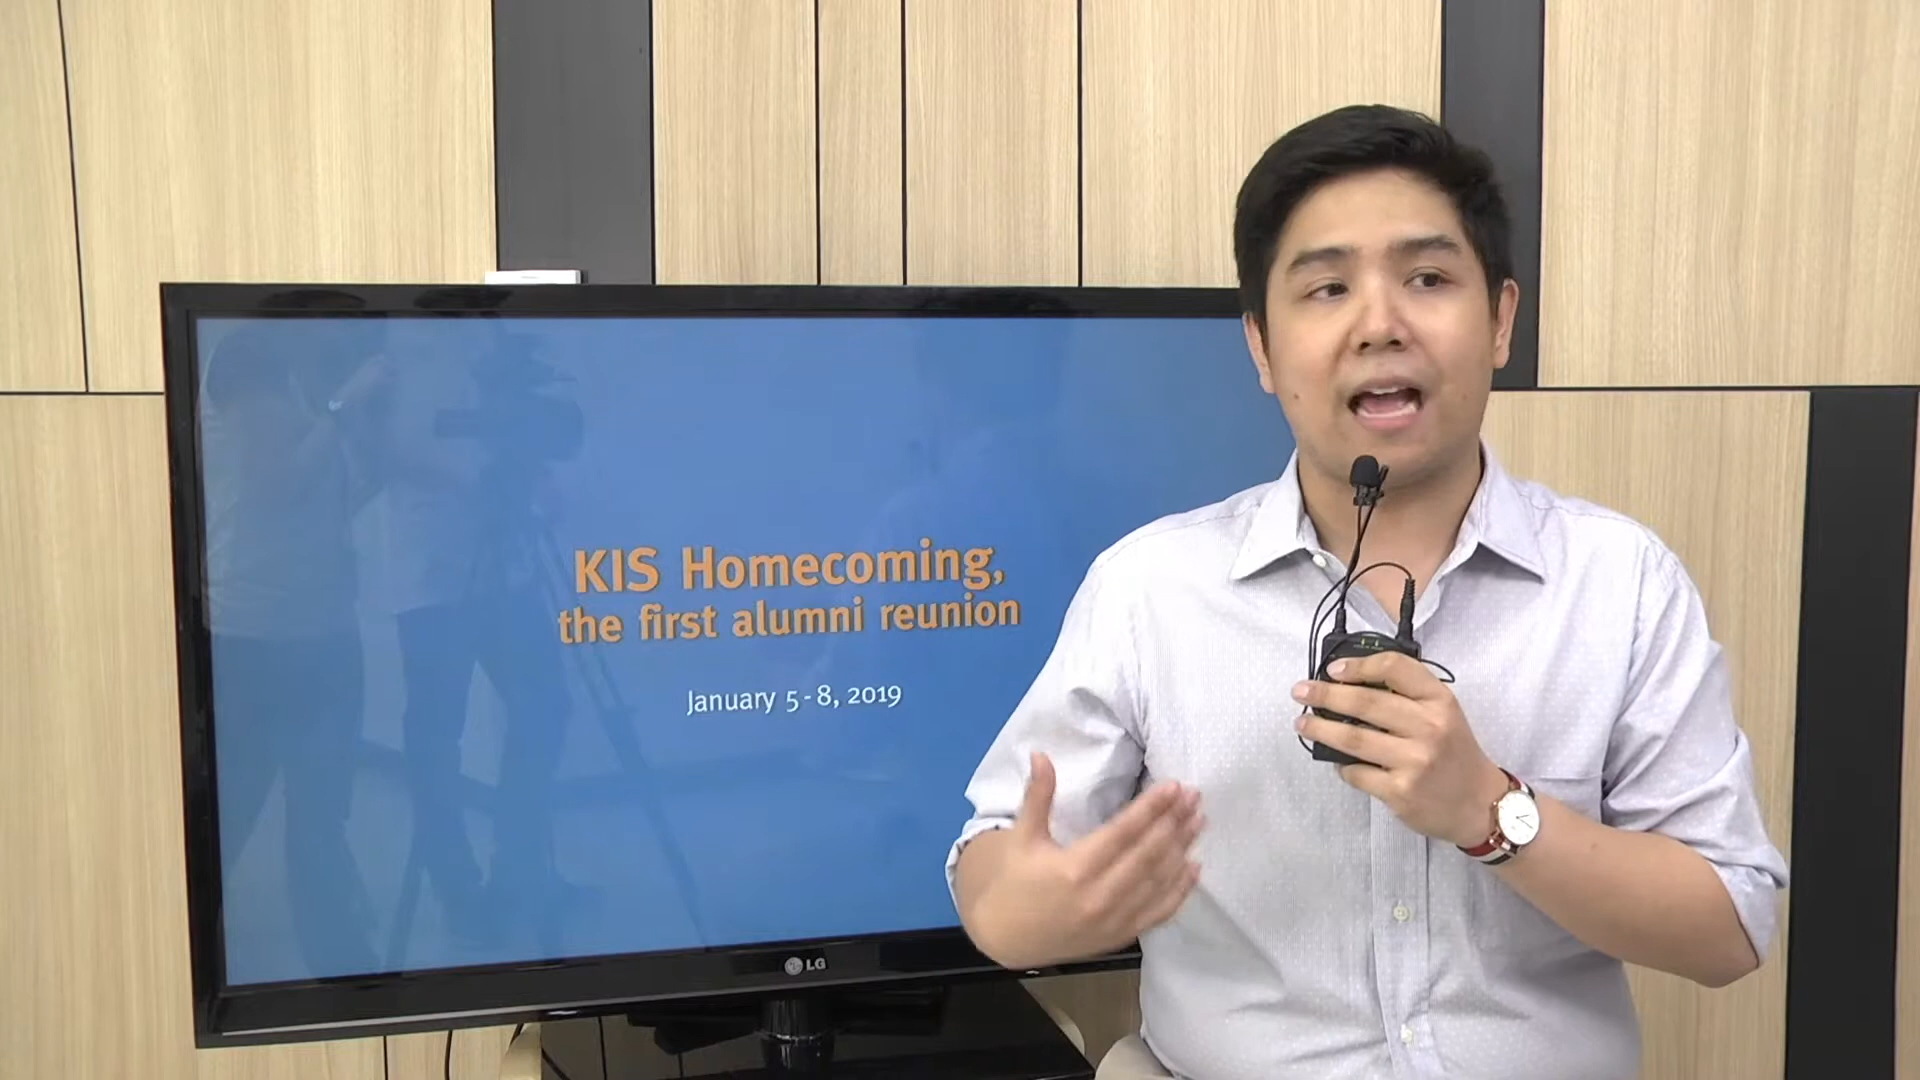 KIS Homecoming,
the first alumni reunion
January 5-8, 2019
LG